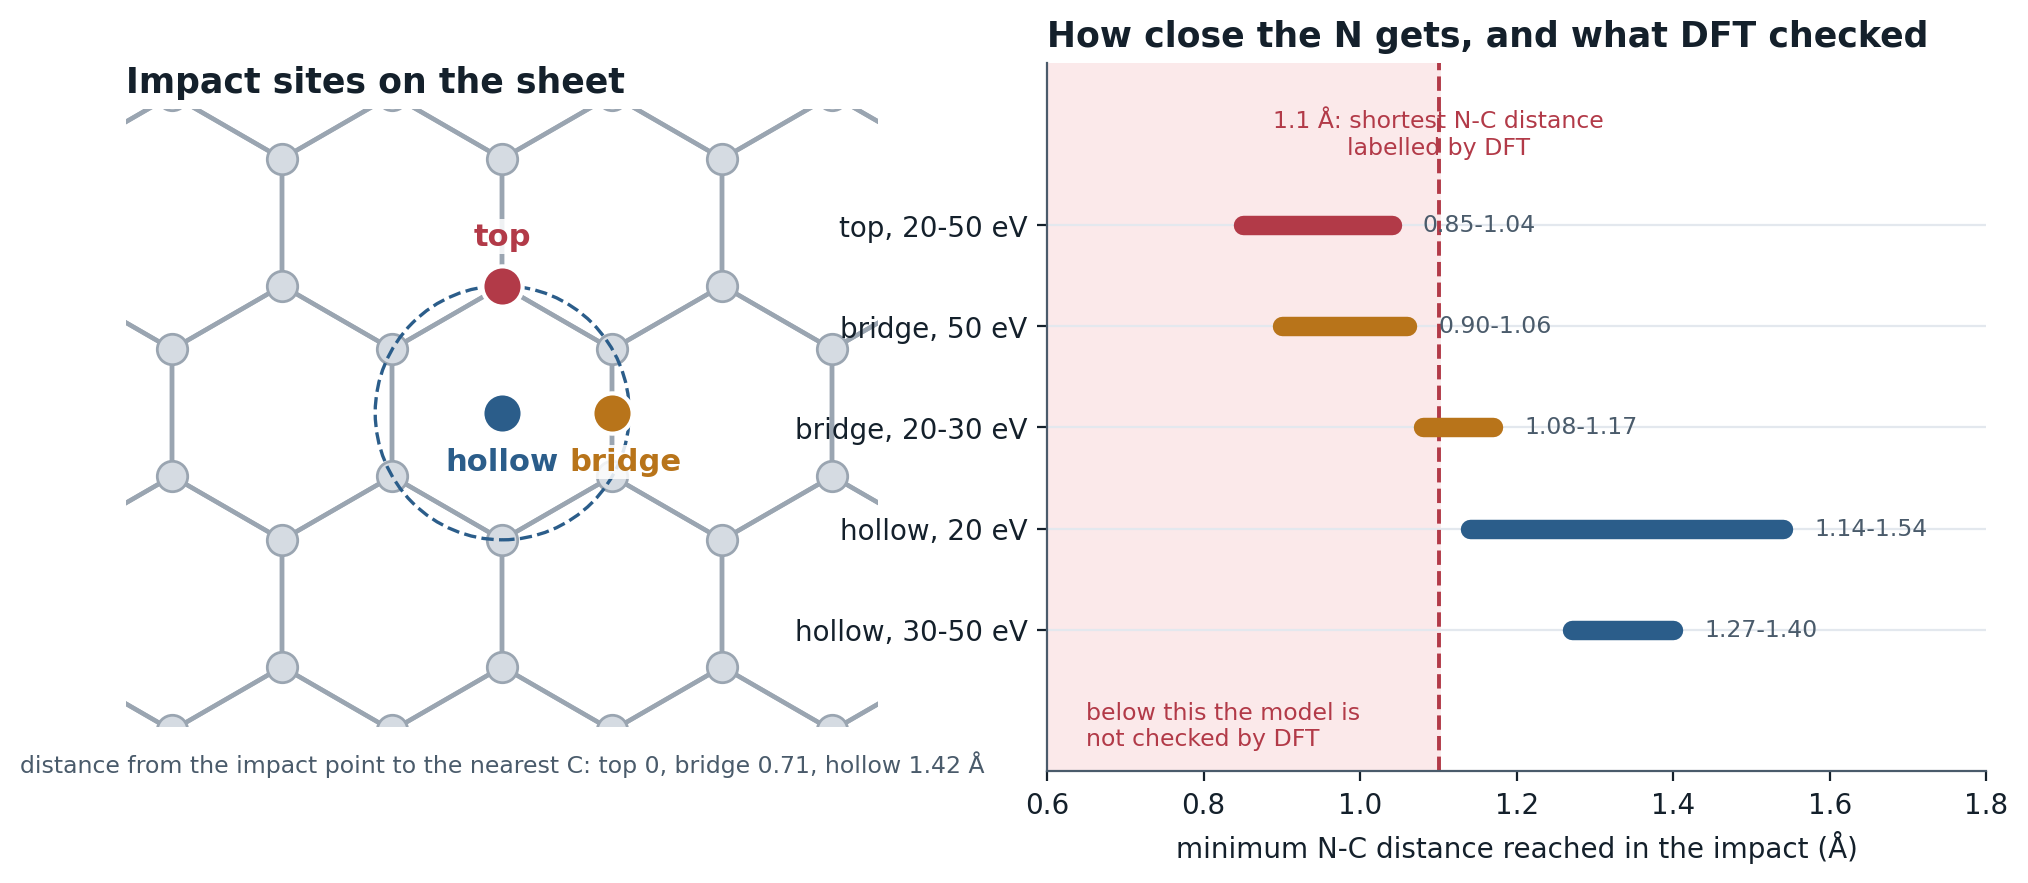 Impact sites on the sheet
top
hollow
bridge
distance from the impact point to the nearest C: top 0, bridge 0.71, hollow 1.42 Å
How close the N gets, and what DFT checked
1.1 Å: shortest N-C distance
labelled by DFT
top, 20-50 eV
0.85-1.04
bridge, 50 eV
0.90-1.06
bridge, 20-30 eV
1.08-1.17
hollow, 20 eV
1.14-1.54
hollow, 30-50 eV
1.27-1.40
below this the model is
not checked by DFT
0.6 0.8 1.0 1.2 1.4 1.6 1.8
minimum N-C distance reached in the impact (Å)